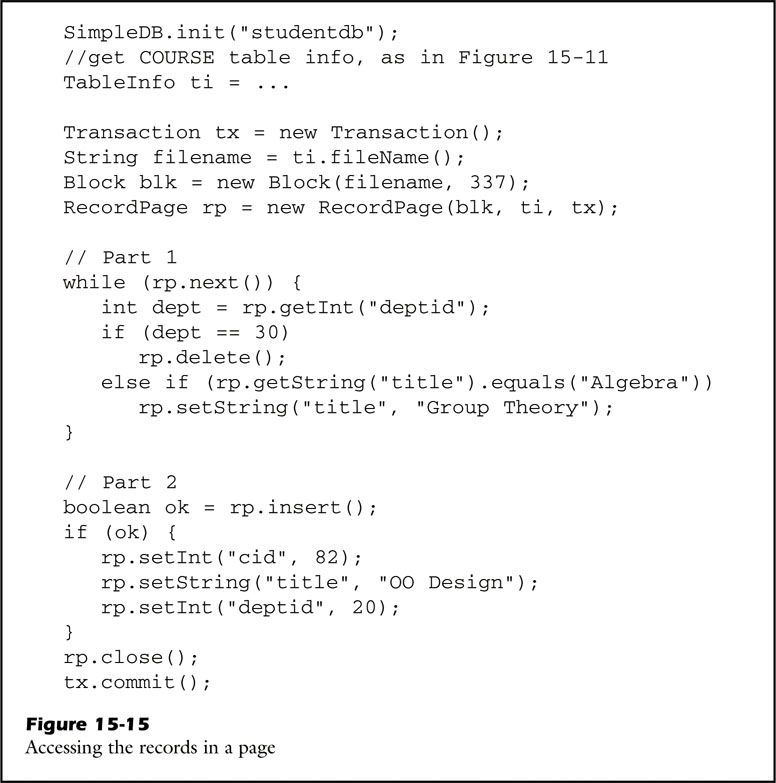 SimpleDB.init("studentdb");
//get COURSE table info, as in Figure 15-11
TableInfo ti = ...

Transaction tx = new Transaction();
String filename = ti.fileName();
Block blk = new Block(filename, 337);
RecordPage rp = new RecordPage(blk, ti, tx);

// Part 1
while (rp.next()) {
   int dept = rp.getInt("deptid");
   if (dept == 30)
      rp.delete();
   else if (rp.getString("title").equals("Algebra"))
      rp.setString("title", "Group Theory");
}

// Part 2
boolean ok = rp.insert();
if (ok) {
   rp.setInt("cid", 82);
   rp.setString("title", "OO Design");
   rp.setInt("deptid", 20);
}
rp.close();
tx.commit();
Figure 15-15
Accessing the records in a page